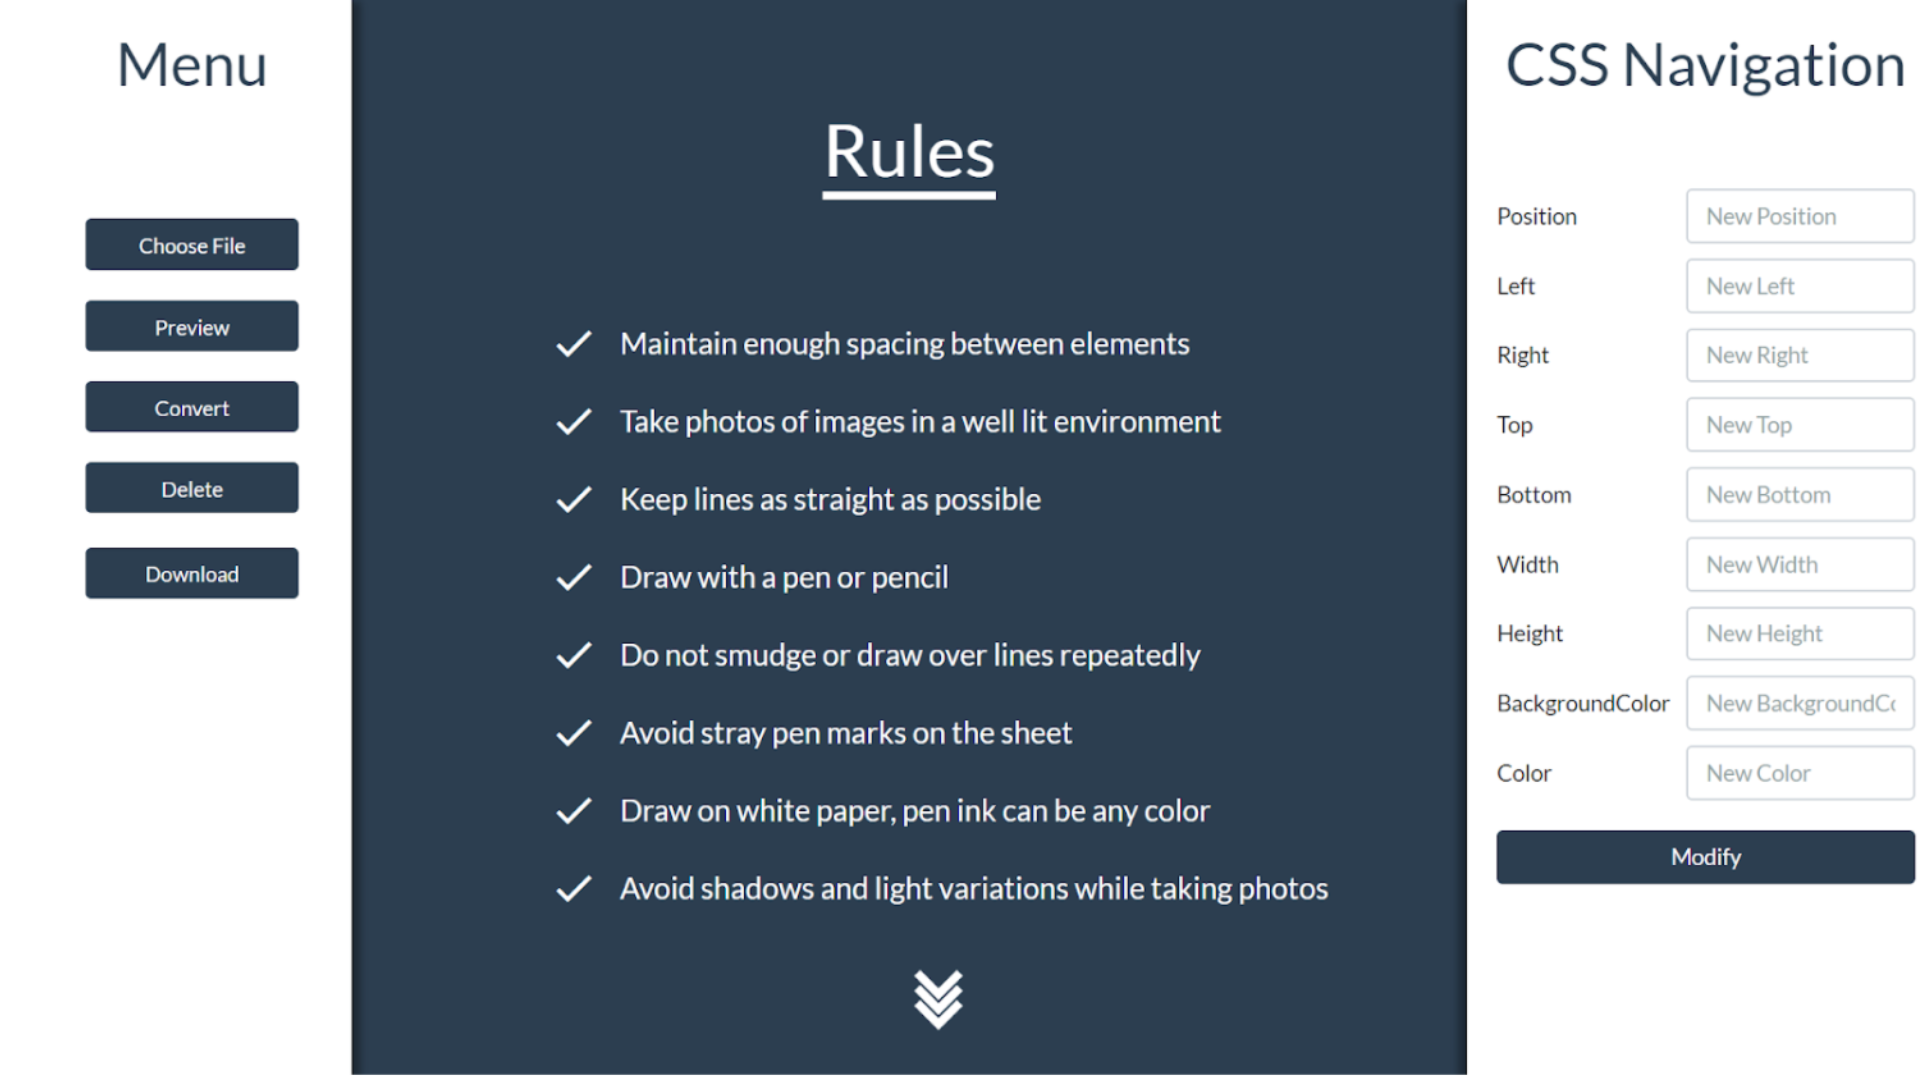 Menu
Choose File
Preview
Convert
Delete
Download
Rules
Maintain enough spacing between elements
Take photos of images in a well lit environment
Keep lines as straight as possible
Draw with a pen or pencil
Do not smudge or draw over lines repeatedly
Avoid stray pen marks on the sheet
Draw on white paper, pen ink can be any color
Avoid shadows and light variations while taking photos
CSS Navigation
Position New Position
Left New Left
Right New Right
Top New Top
Bottom New Bottom
Width New Width
Height New Height
BackgroundColor New BackgroundCo
Color New Color
Modify